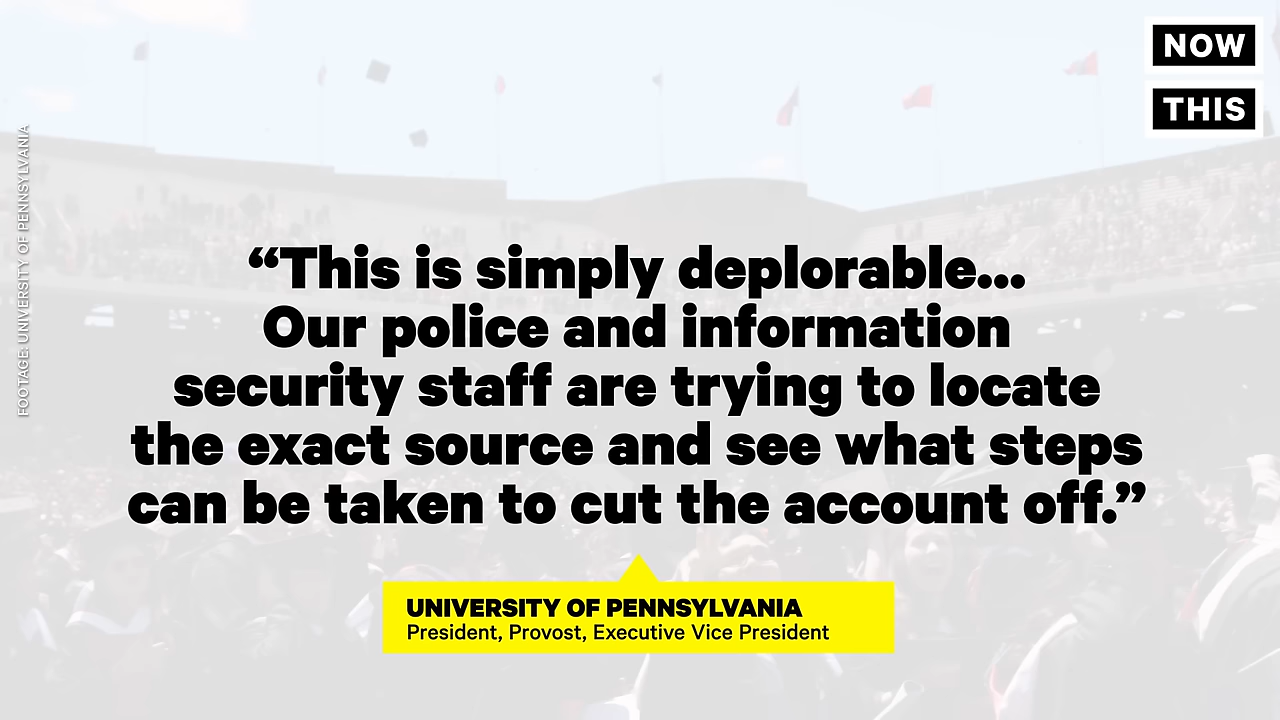 NOW
THIS
FOOTAGE: UNIVERSITY OF PENNSYLVANIA
“This is simply deplorable...
Our police and information
security staff are trying to locate
the exact source and see what steps
can be taken to cut the account off.”
UNIVERSITY OF PENNSYLVANIA
President, Provost, Executive Vice President